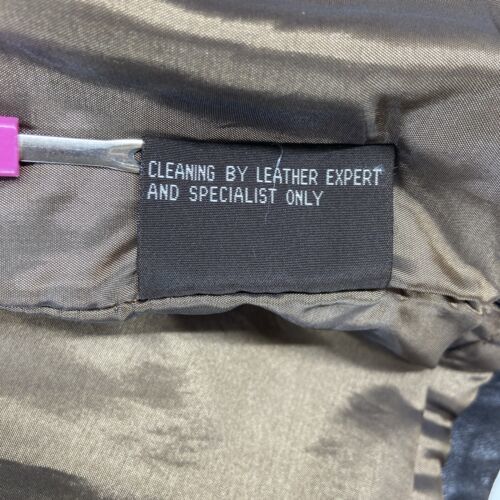 CLEANING BY LEATHER EXPERT
AND SPECIALIST ONLY